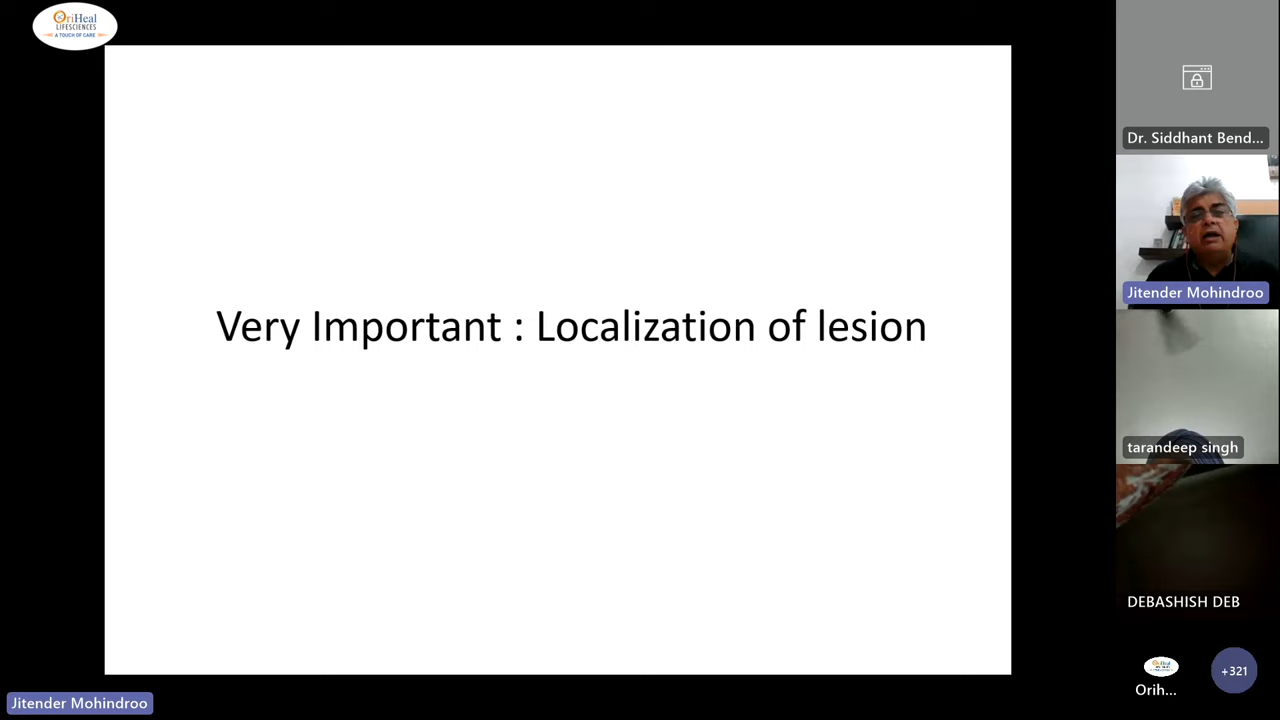 OriHeal
LIFESCIENCES
A TOUCH OF CARE
Very Important : Localization of lesion
Dr. Siddhant Bend...
Jitender Mohindroo
tarandeep singh
DEBASHISH DEB
Orih...
+321
Jitender Mohindroo